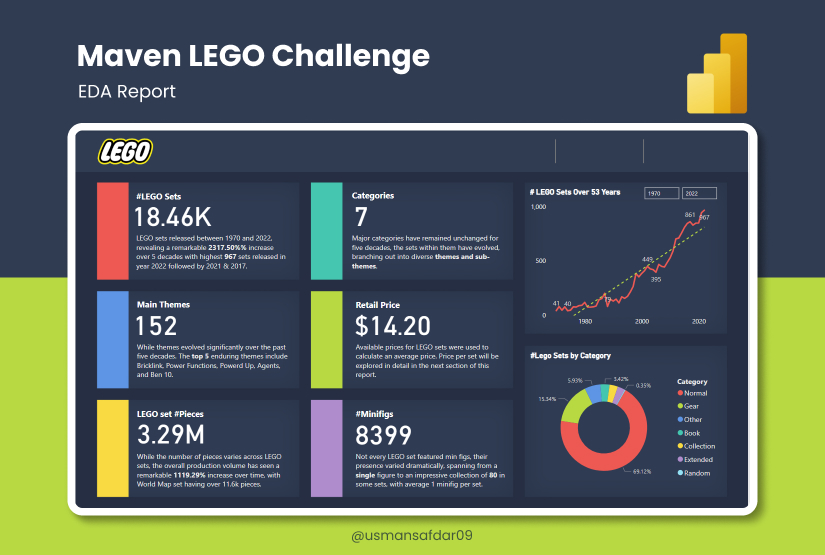 Maven LEGO Challenge
EDA Report
LEGO
#LEGO Sets
18.46K
LEGO sets released between 1970 and 2022,
revealing a remarkable 2317.50%% increase
over 5 decades with highest 967 sets released in
year 2022 followed by 2021 & 2017.
Categories
7
Major categories have remained unchanged for
five decades, the sets within them have evolved,
branching out into diverse themes and sub-
themes.
Main Themes
152
While themes evolved significantly over the past
five decades. The top 5 enduring themes include
Bricklink, Power Functions, Powerd Up, Agents,
and Ben 10.
Retail Price
$14.20
Available prices for LEGO sets were used to
calculate an average price. Price per set will be
explored in detail in the next section of this
report.
LEGO set #Pieces
3.29M
While the number of pieces varies across LEGO
sets, the overall production volume has seen a
remarkable 1119.29% increase over time, with
World Map set having over 11.6k pieces.
#Minifigs
8399
Not every LEGO set featured min figs, their
presence varied dramatically, spanning from a
single figure to an impressive collection of 80 in
some sets, with average 1 minifig per set.
# LEGO Sets Over 53 Years
1970
2022
1,000
500
0
41
40
449
395
861
967
1980
2000
2020
#Lego Sets by Category
5.93%
3.42%
0.35%
15.34%
69.12%
Category
Normal
Gear
Other
Book
Collection
Extended
Random
@usmansafdar09